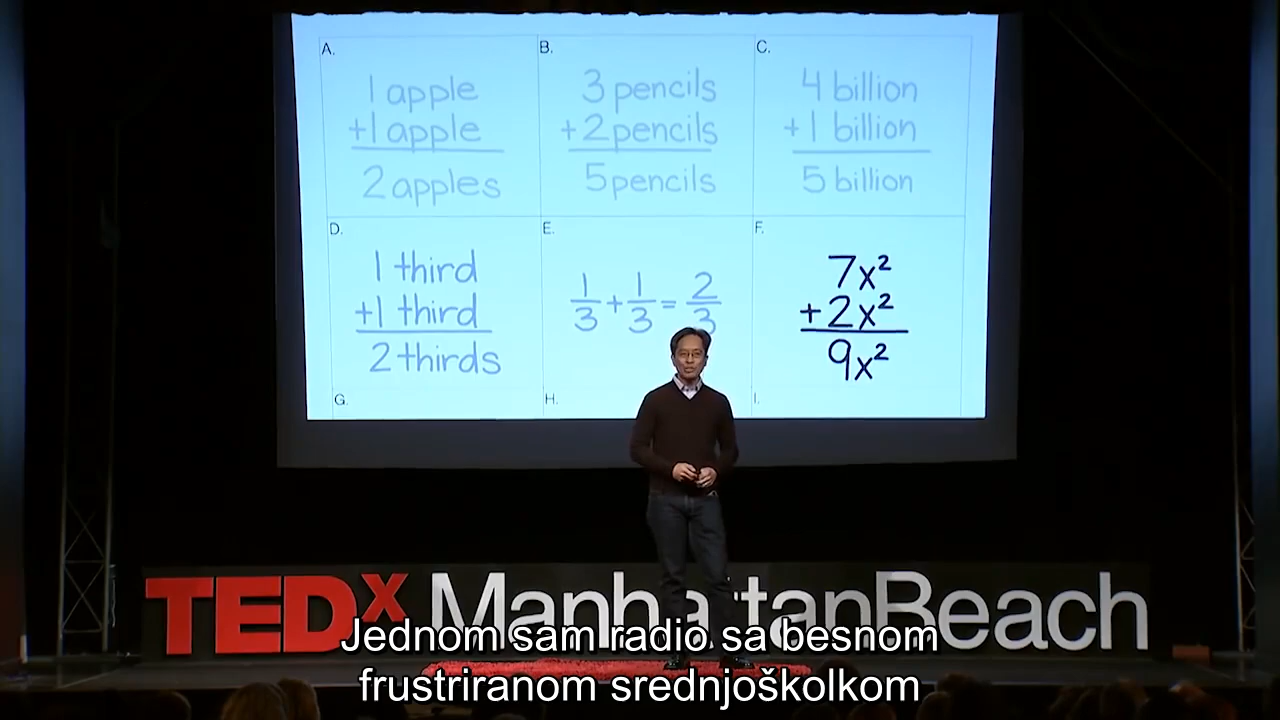 A.
1 apple
+1 apple
2 apples
B.
3 pencils
+2 pencils
5 pencils
C.
4 billion
+1 billion
5 billion
D.
1 third
+1 third
2 thirds
E.
1/3 + 1/3 = 2/3
F.
7x²
+2x²
9x²
G.
H.
I.
TEDx ManhattanBeach
Jednom sam radio sa besnom
frustriranom srednjoškolkom